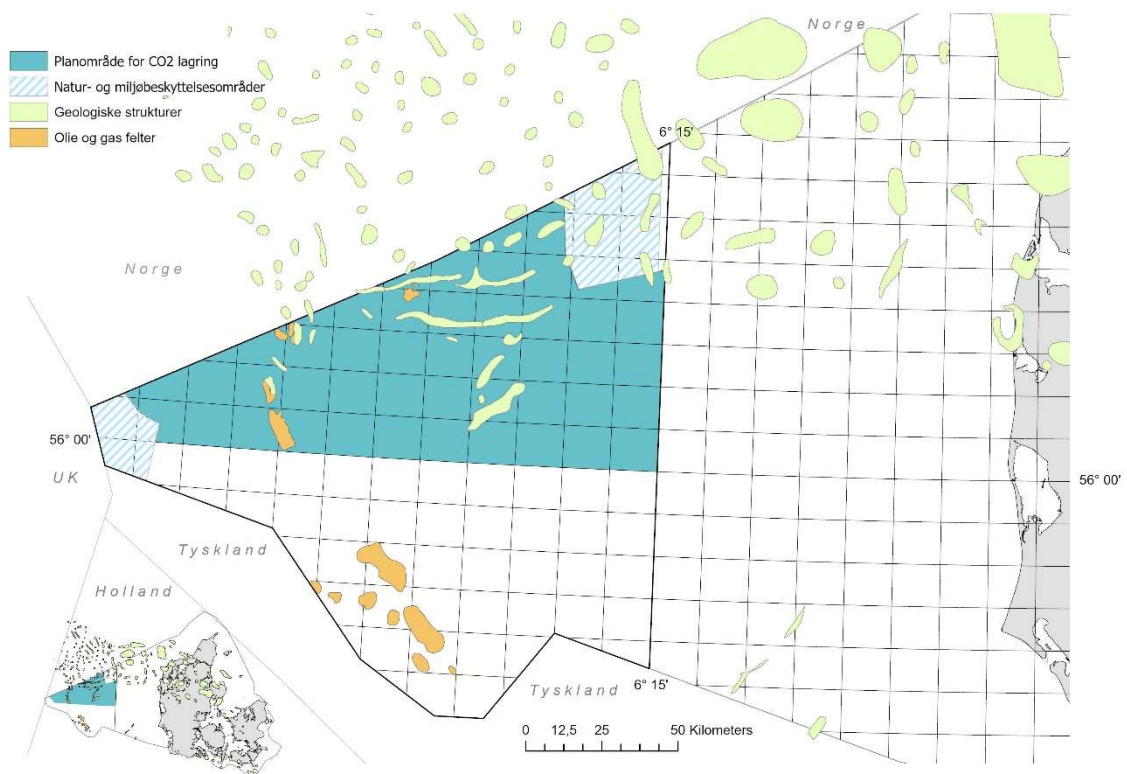 Norge
Planområde for CO2 lagring
Natur- og miljøbeskyttelsesområder
Geologiske strukturer
Olie og gas felter
6° 15'
Norge
56° 00'
UK
56° 00'
Tyskland
Holland
6° 15'
Tyskland
0 12,5 25 50 Kilometers